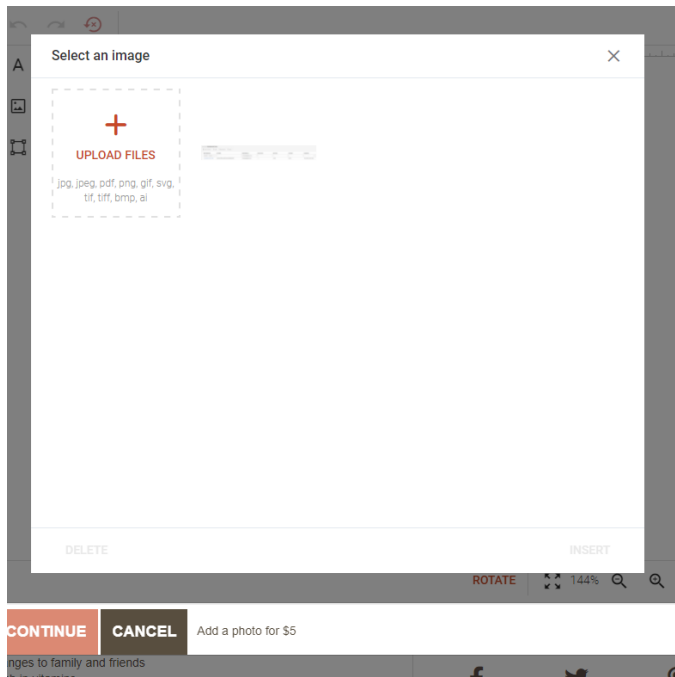 Select an image
A
UPLOAD FILES
jpg, jpeg, pdf, png, gif, svg,
tif, tiff, bmp, ai
DELETE
INSERT
ROTATE
144%
CONTINUE
CANCEL
Add a photo for $5
nges to family and friends